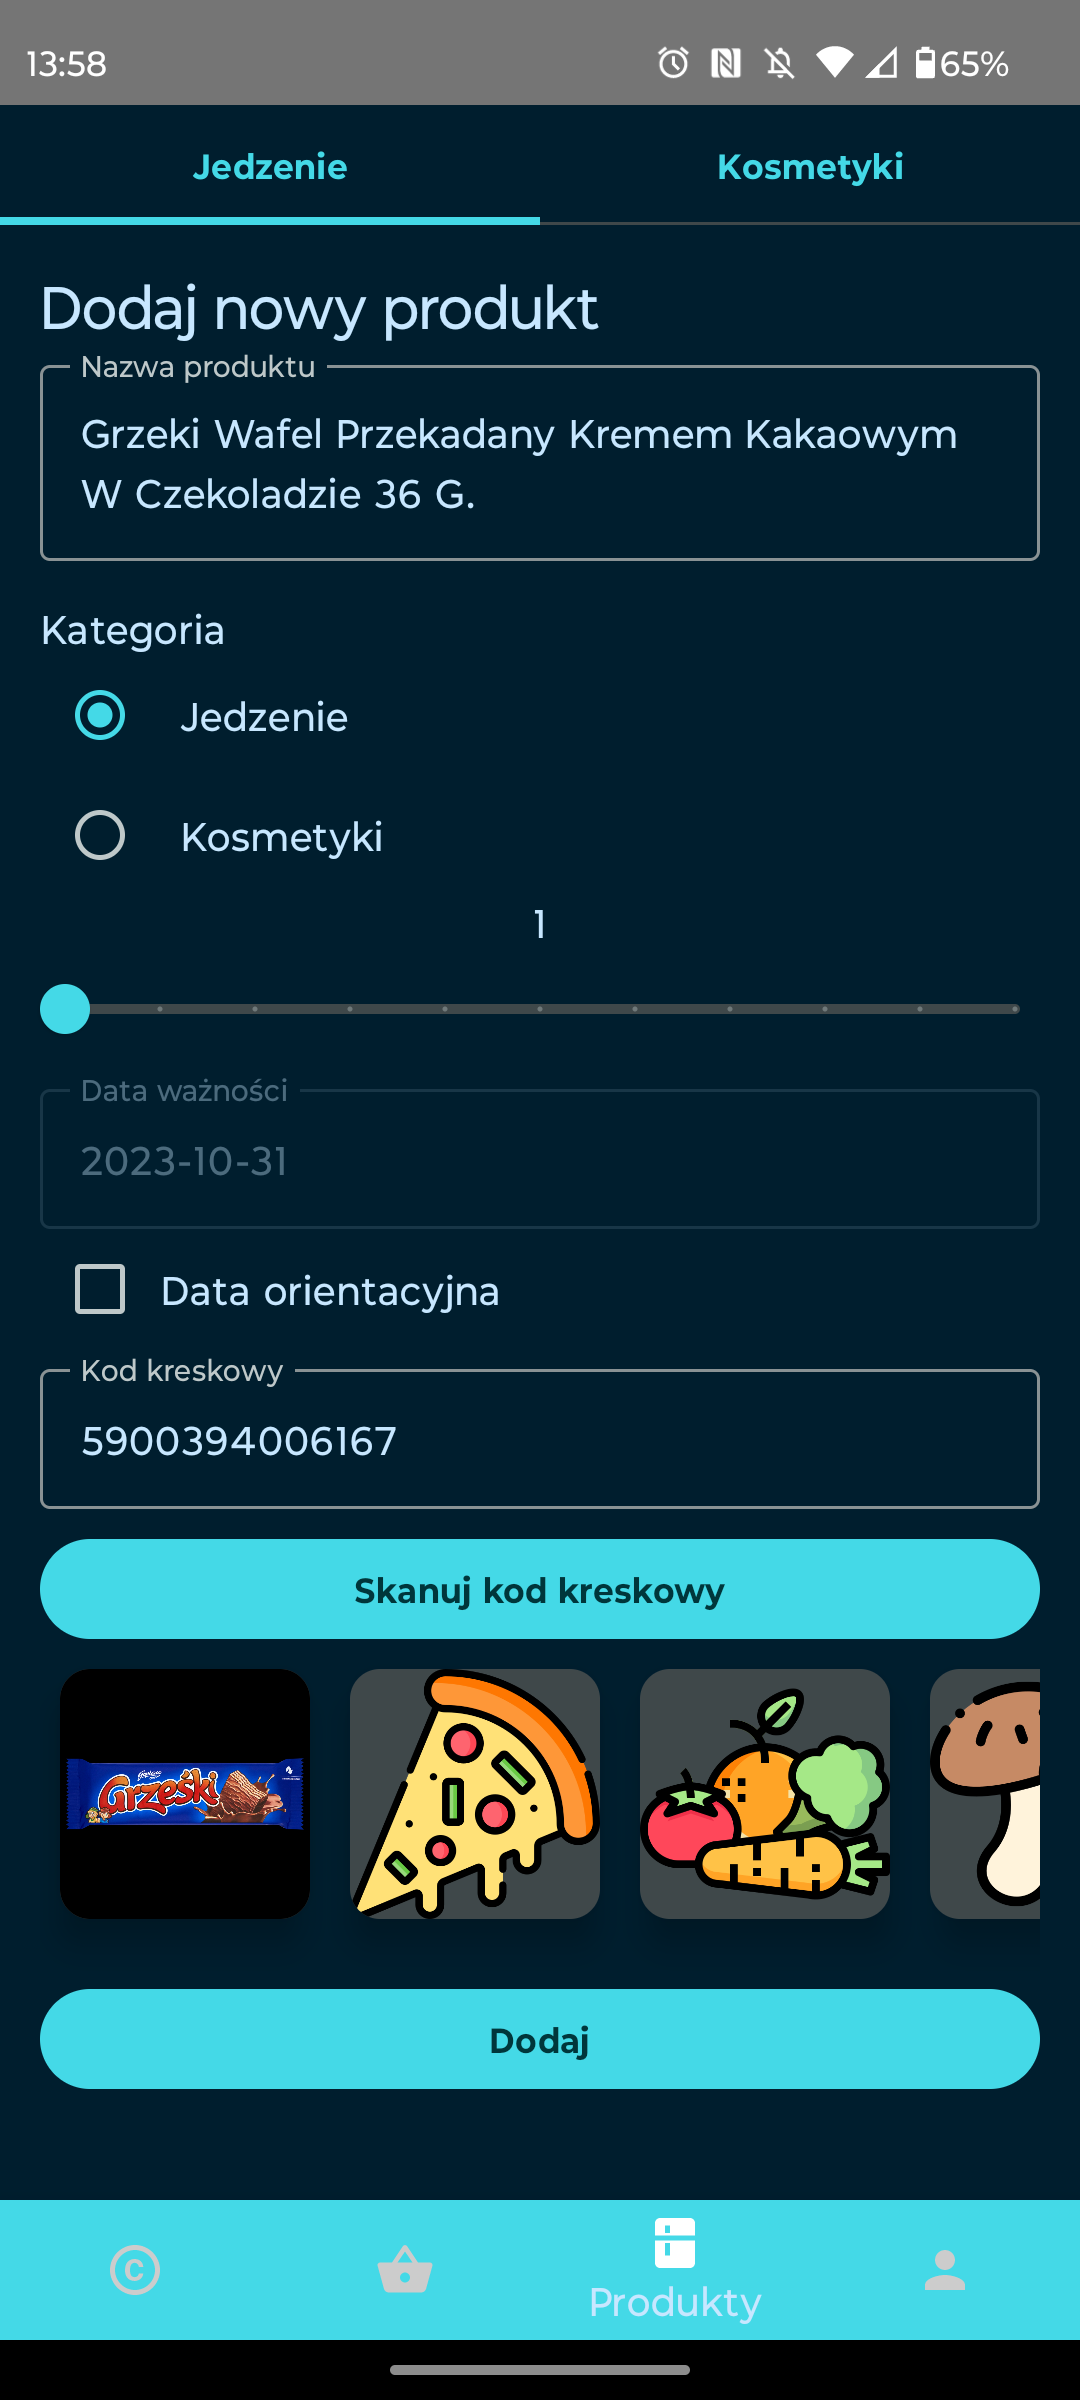 13:58
65%
Jedzenie
Kosmetyki
Dodaj nowy produkt
Nazwa produktu
Grzeki Wafel Przekadany Kremem Kakaowym
W Czekoladzie 36 G.
Kategoria
Jedzenie
Kosmetyki
1
Data ważności
2023-10-31
Data orientacyjna
Kod kreskowy
5900394006167
Skanuj kod kreskowy
Grześki
Dodaj
Produkty